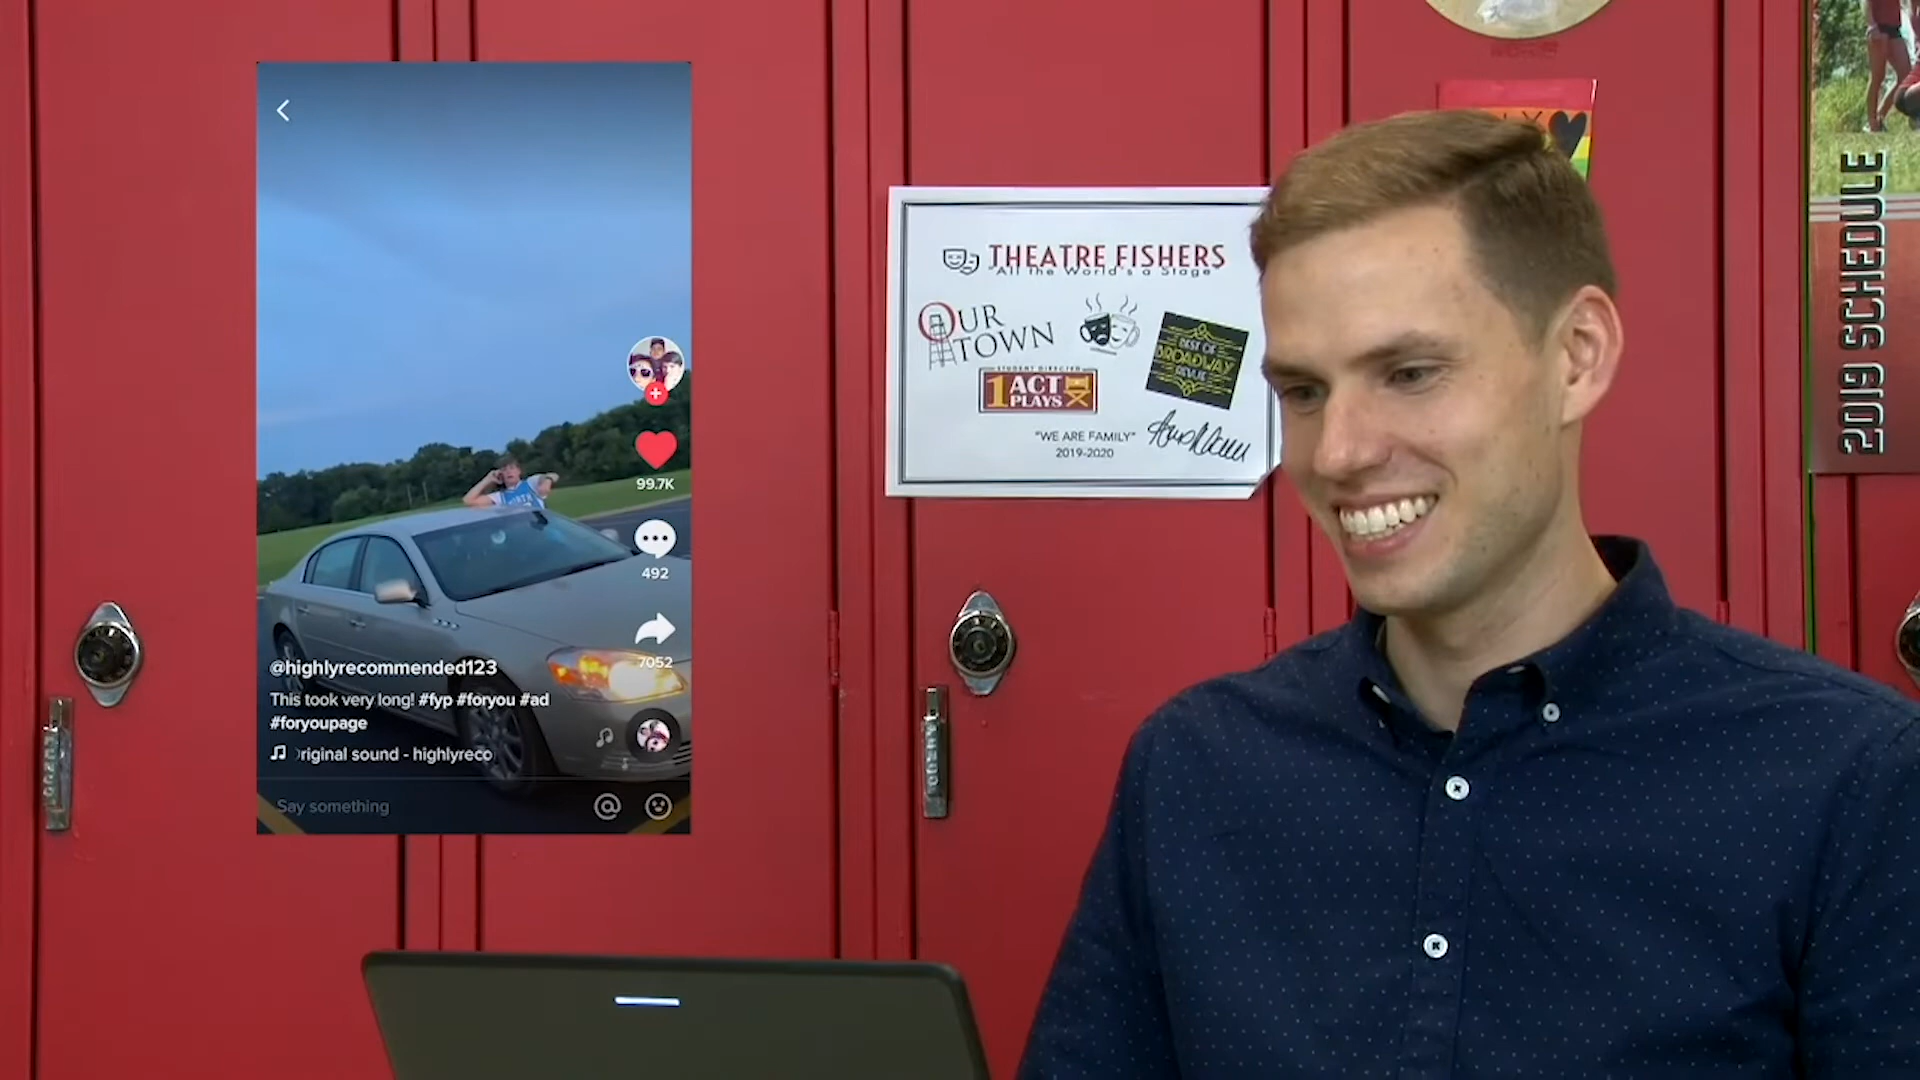 99.7K
492
7052
@highlyrecommended123
This took very long! #fyp #foryou #ad
#foryoupage
riginal sound - highlyreco
Say something
THEATRE FISHERS
"All the World's a Stage"
OUR
TOWN
BEST OF
BROADWAY
REVUE
STUDENT DIRECTED
1 ACT
PLAYS
"WE ARE FAMILY"
2019-2020
2019 SCHEDULE